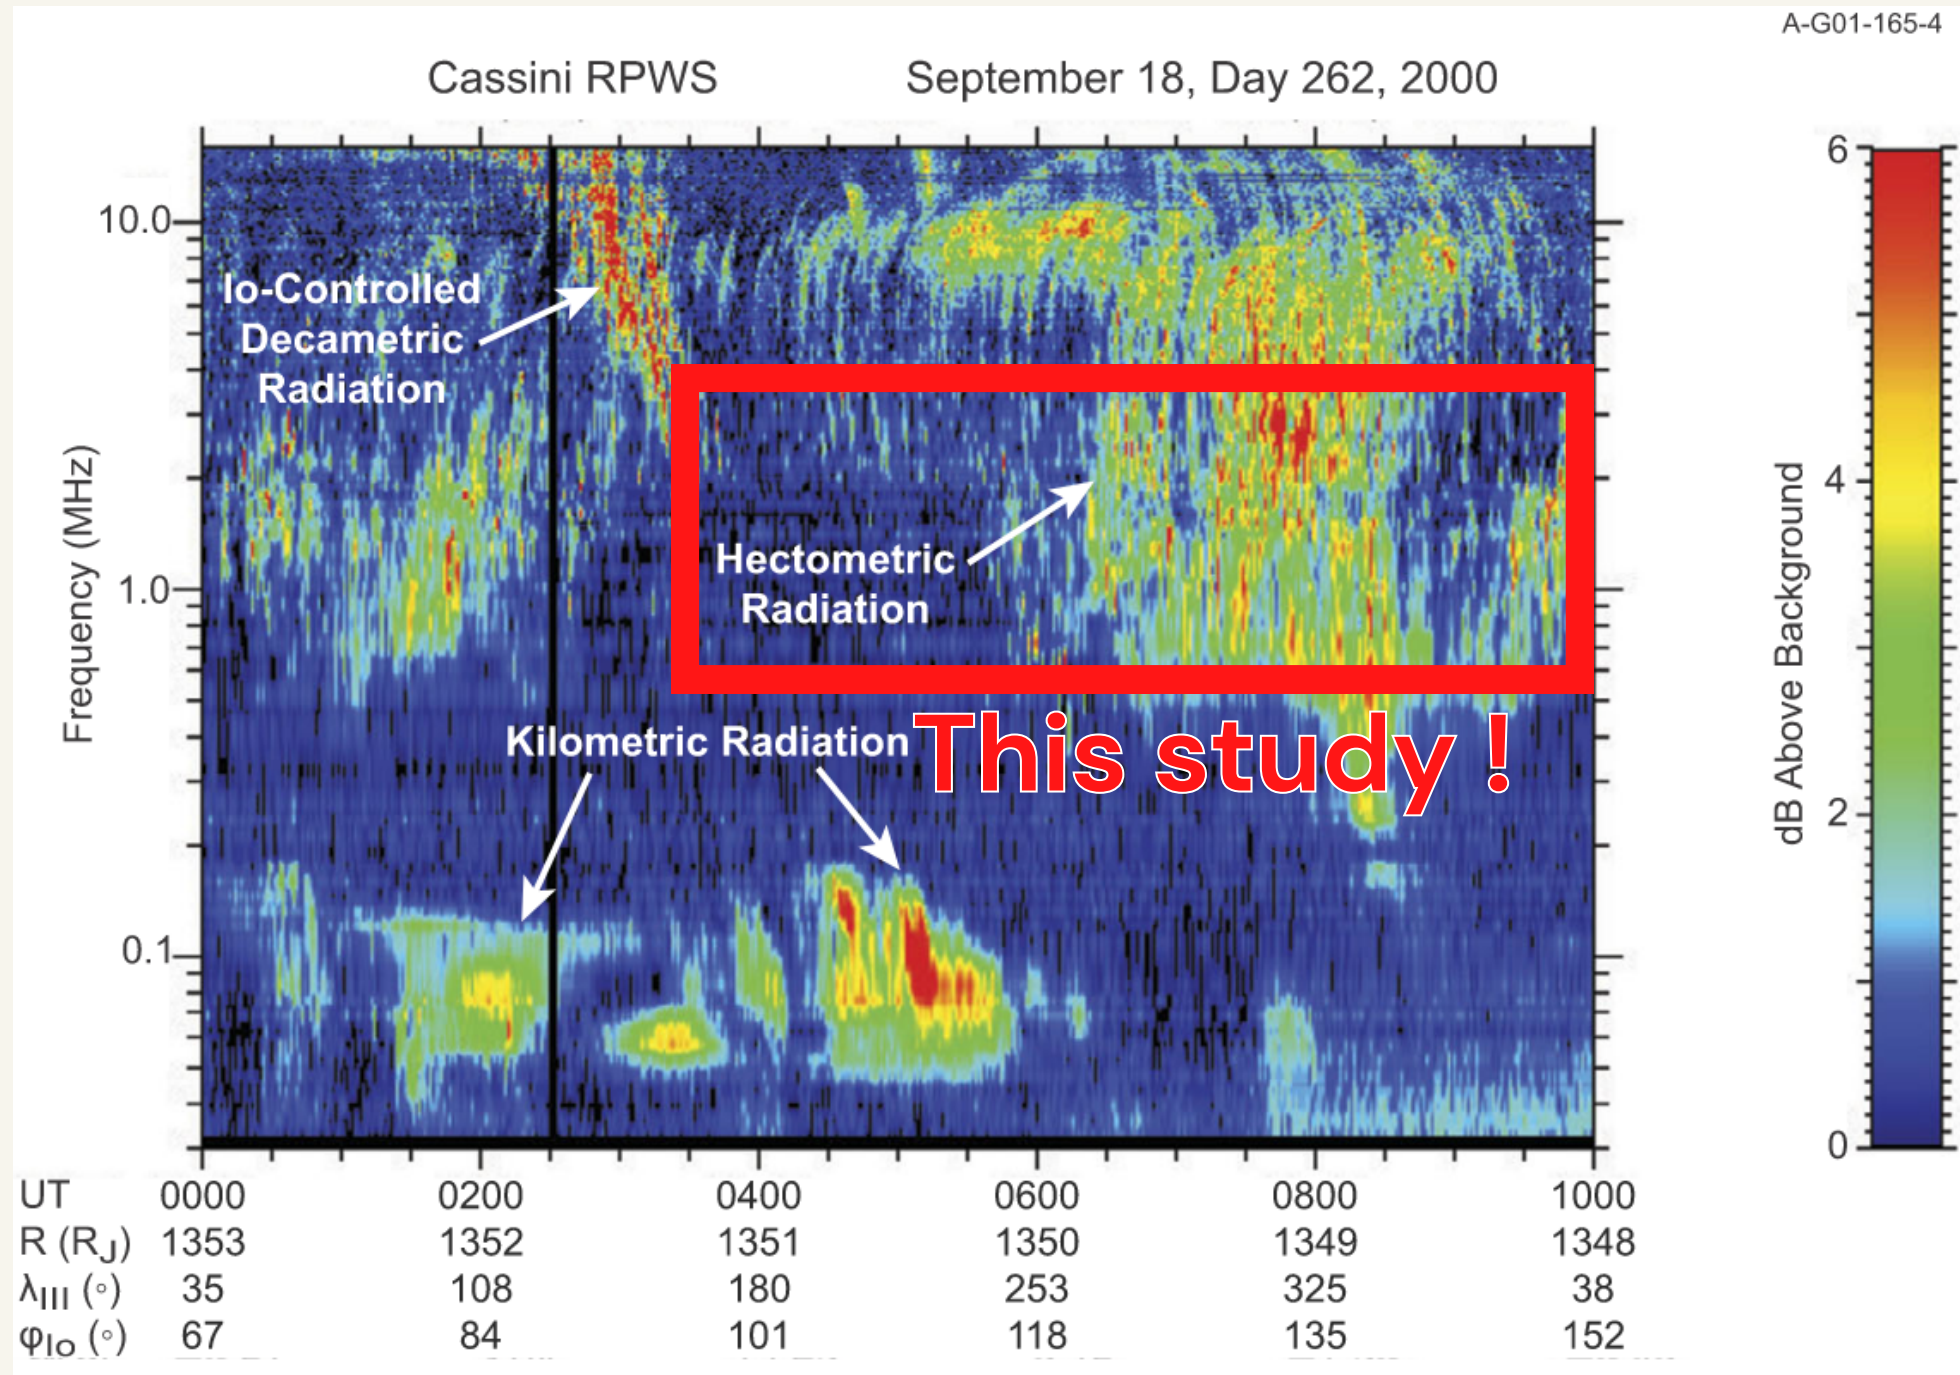 A-G01-165-4
Cassini RPWS September 18, Day 262, 2000
Io-Controlled
Decametric
Radiation
Hectometric
Radiation
Kilometric Radiation
This study !
Frequency (MHz)
10.0
1.0
0.1
6
4
2
0
dB Above Background
UT 0000 0200 0400 0600 0800 1000
R (RJ) 1353 1352 1351 1350 1349 1348
λIII (°) 35 108 180 253 325 38
φIo (°) 67 84 101 118 135 152